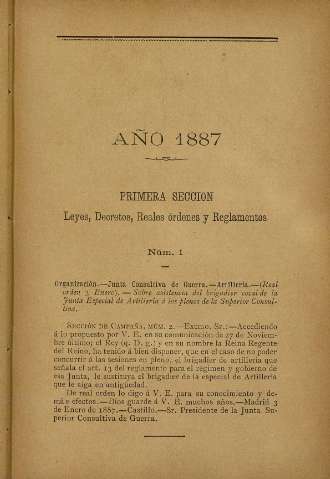 AÑO 1887
PRIMERA SECCION
Leyes, Decretos, Reales órdenes y Reglamentos
Núm. 1
Organización.—Junta Consultiva de Guerra.—Artillería.—(Real
orden 3 Enero).—Sobre asistencia del brigadier vocal de la
Junta Especial de Artillería á los plenos de la Superior Consul-
tiva.
SECCIÓN DE CAMPAÑA, NÚM. 2.—Excmo. Sr.:—Accediendo
á lo propuesto por V. E. en su comunicación de 27 de Noviem-
bre último; el Rey (q. D. g.) y en su nombre la Reina Regente
del Reino, ha tenido á bien disponer, que en el caso de no poder
concurrir á las sesiones en pleno, el brigadier de artillería que
señala el art. 13 del reglamento para el régimen y gobierno de
esa Junta, le sustituya el brigadier de la especial de Artillería
que le siga en antigüedad.
De real orden lo digo á V. E. para su conocimiento y de-
más efectos.—Dios guarde á V. E. muchos años.—Madrid 3
de Enero de 1887.—Castillo.—Sr. Presidente de la Junta Su-
perior Consultiva de Guerra.